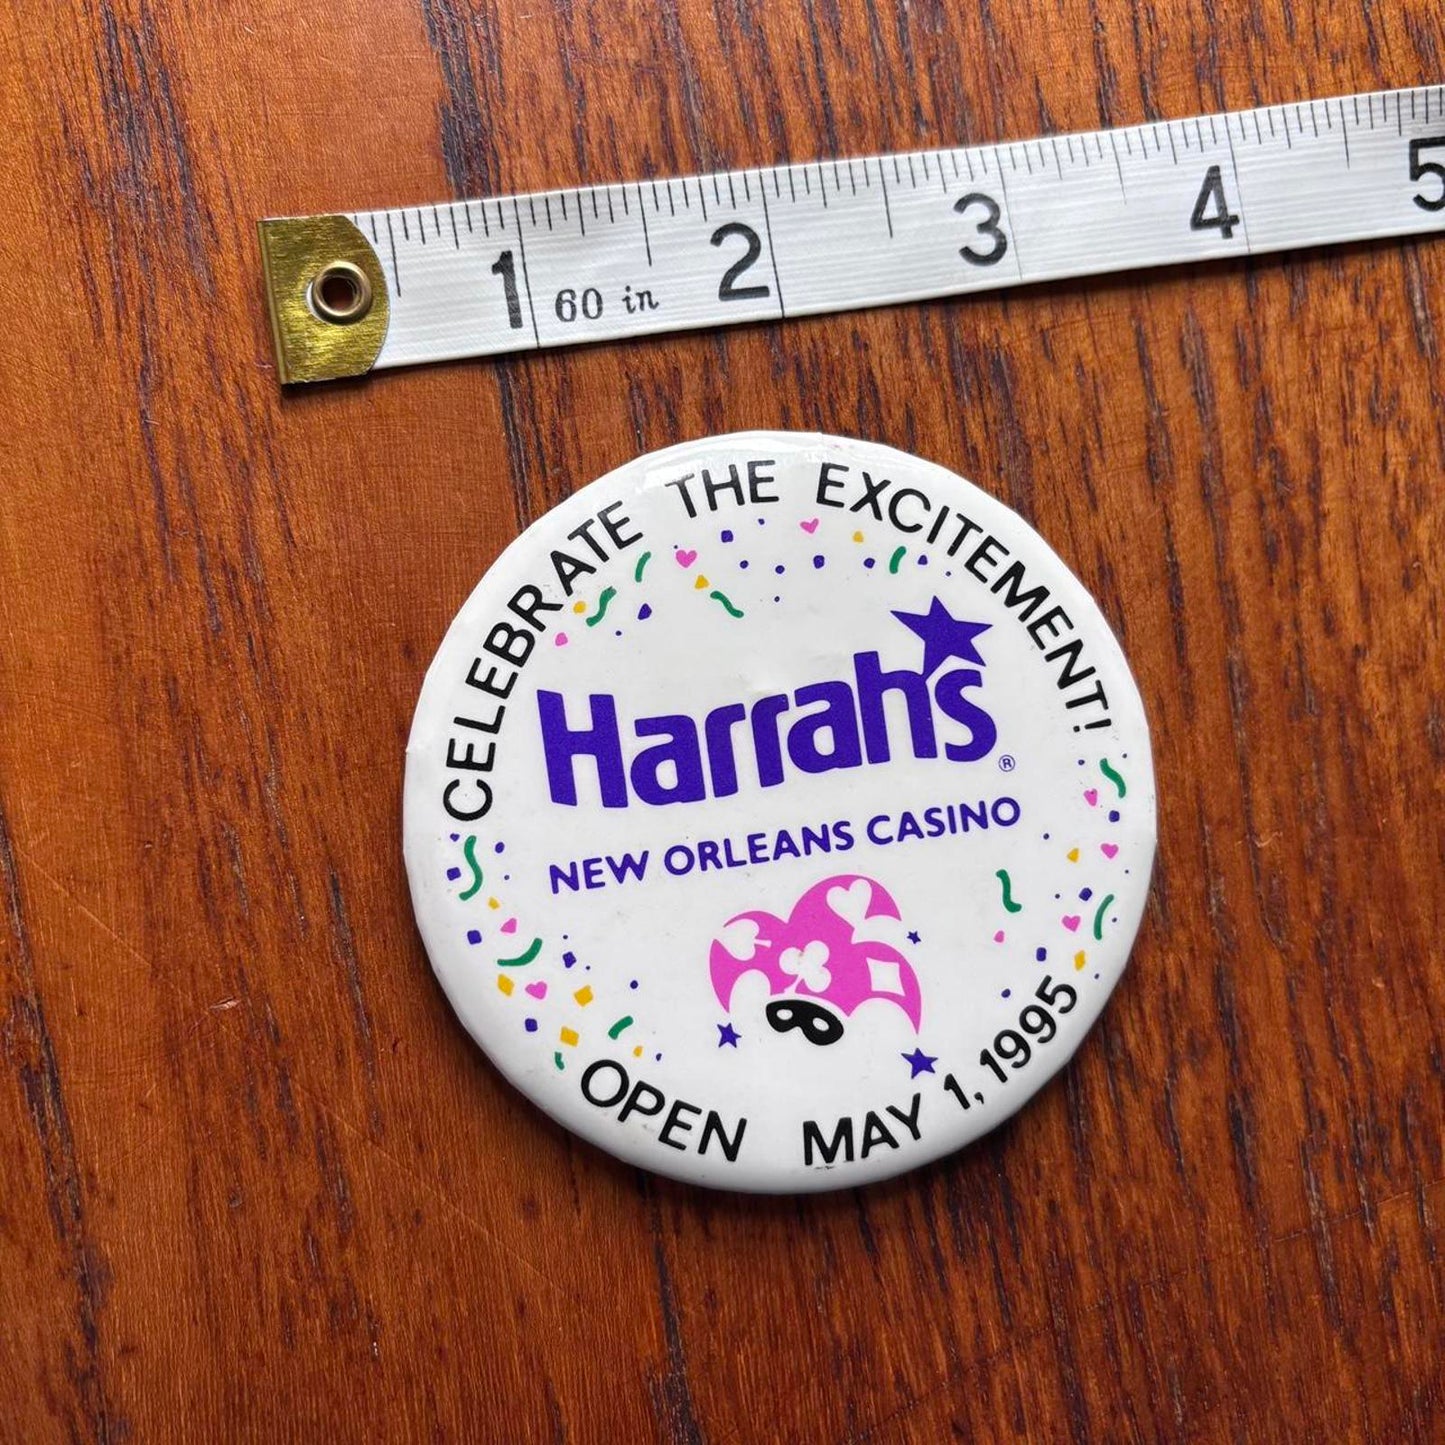 1 2 3 4 5
60 in
CELEBRATE THE EXCITEMENT!
Harrah's®
NEW ORLEANS CASINO
OPEN MAY 1, 1995